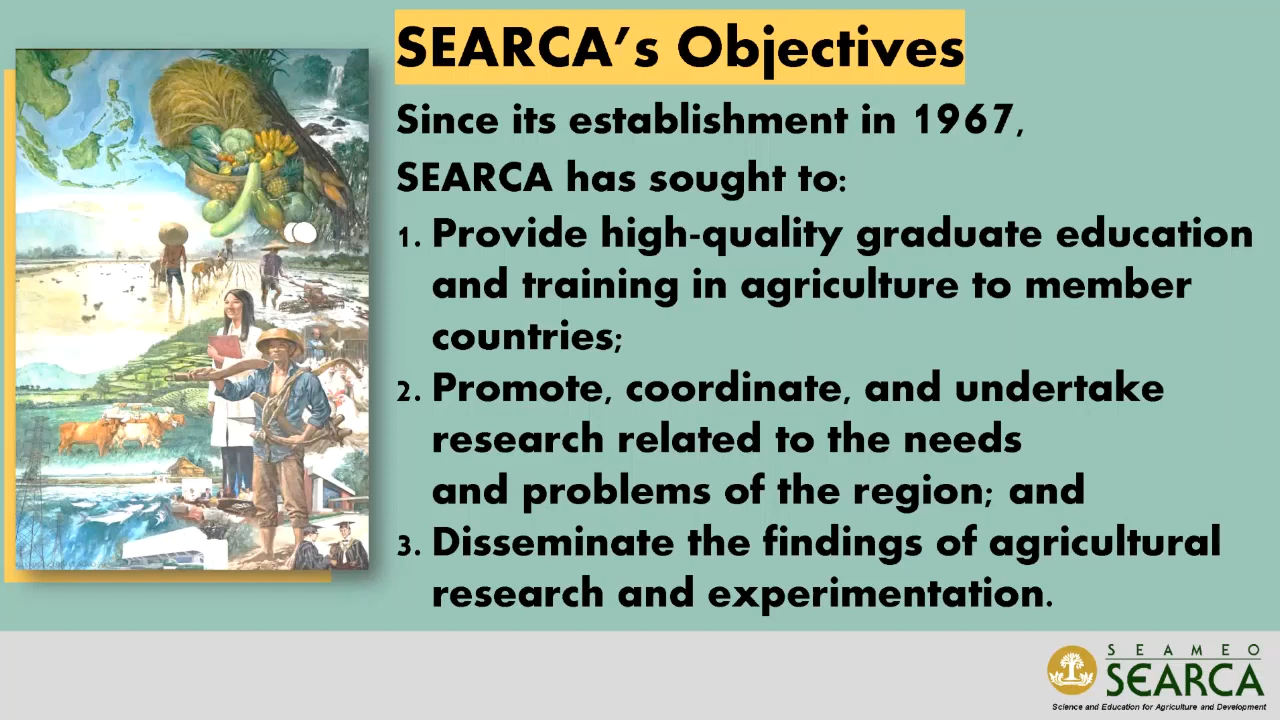 SEARCA’s Objectives
Since its establishment in 1967,
SEARCA has sought to:
1. Provide high-quality graduate education
and training in agriculture to member
countries;
2. Promote, coordinate, and undertake
research related to the needs
and problems of the region; and
3. Disseminate the findings of agricultural
research and experimentation.
SEAMEO
SEARCA
Science and Education for Agriculture and Development